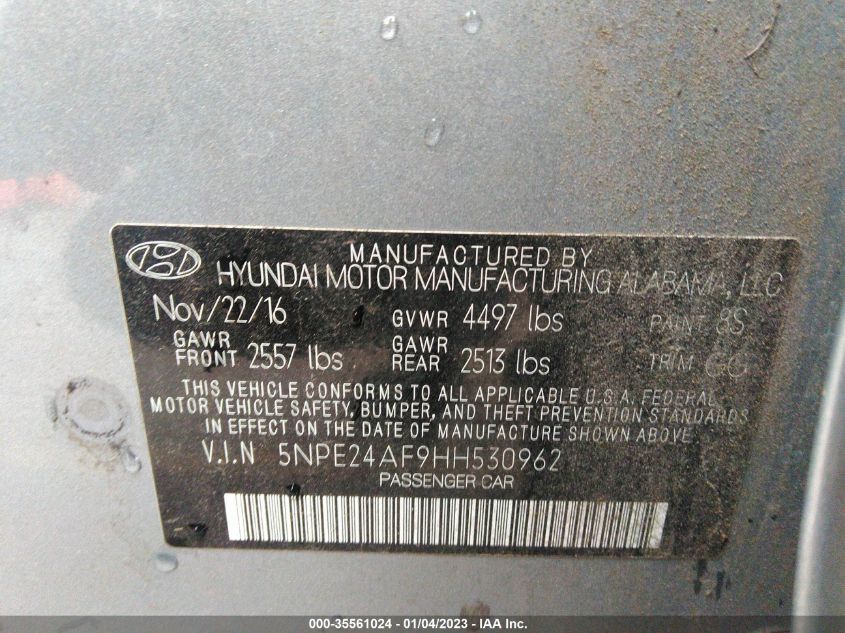 MANUFACTURED BY
HYUNDAI MOTOR MANUFACTURING ALABAMA, LLC
Nov/22/16 GVWR 4497 lbs PAINT 8S
GAWR FRONT 2557 lbs GAWR REAR 2513 lbs TRIM GG
THIS VEHICLE CONFORMS TO ALL APPLICABLE U.S.A. FEDERAL
MOTOR VEHICLE SAFETY, BUMPER, AND THEFT PREVENTION STANDARDS
IN EFFECT ON THE DATE OF MANUFACTURE SHOWN ABOVE.
V.I.N 5NPE24AF9HH530962
PASSENGER CAR
000-35561024 - 01/04/2023 - IAA Inc.